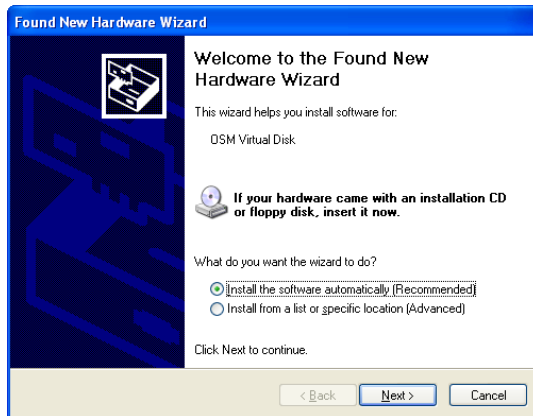 Found New Hardware Wizard
Welcome to the Found New
Hardware Wizard
This wizard helps you install software for:
OSM Virtual Disk
If your hardware came with an installation CD
or floppy disk, insert it now.
What do you want the wizard to do?
Install the software automatically (Recommended)
Install from a list or specific location (Advanced)
Click Next to continue.
< Back Next > Cancel